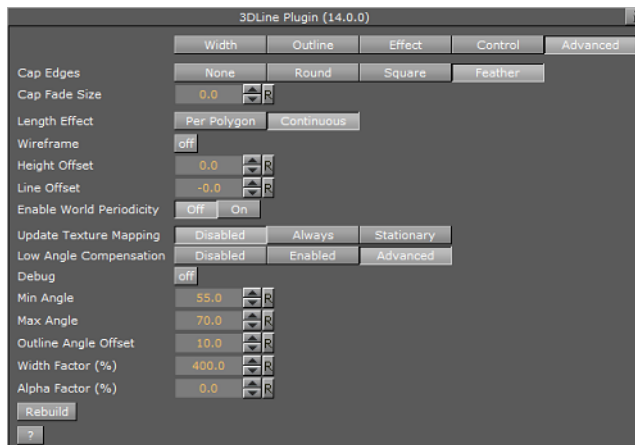 3DLine Plugin (14.0.0)
Width Outline Effect Control Advanced
Cap Edges None Round Square Feather
Cap Fade Size 0.0 R
Length Effect Per Polygon Continuous
Wireframe off
Height Offset 0.0 R
Line Offset -0.0 R
Enable World Periodicity Off On
Update Texture Mapping Disabled Always Stationary
Low Angle Compensation Disabled Enabled Advanced
Debug off
Min Angle 55.0 R
Max Angle 70.0 R
Outline Angle Offset 10.0 R
Width Factor (%) 400.0 R
Alpha Factor (%) 0.0 R
Rebuild
?